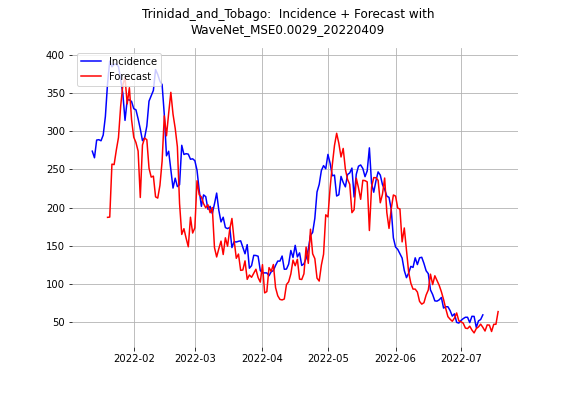 Trinidad_and_Tobago:  Incidence + Forecast with
WaveNet_MSE0.0029_20220409
400
350
300
250
200
150
100
50
Incidence
Forecast
2022-02 2022-03 2022-04 2022-05 2022-06 2022-07